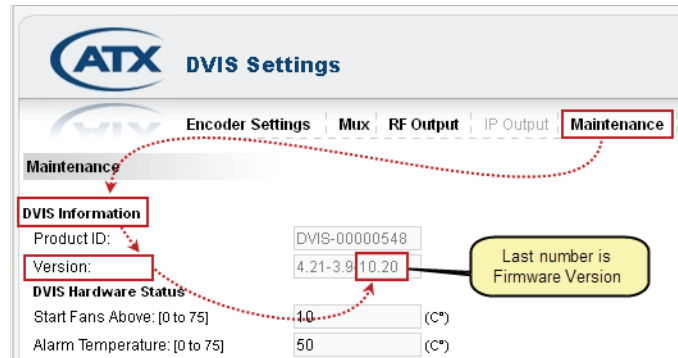 ATX
DVIS Settings
Encoder Settings Mux RF Output IP Output Maintenance
Maintenance
DVIS Information
Product ID: DVIS-00000548
Version: 4.21-3.9-10.20
Last number is
Firmware Version
DVIS Hardware Status
Start Fans Above: [0 to 75] 10 (C°)
Alarm Temperature: [0 to 75] 50 (C°)